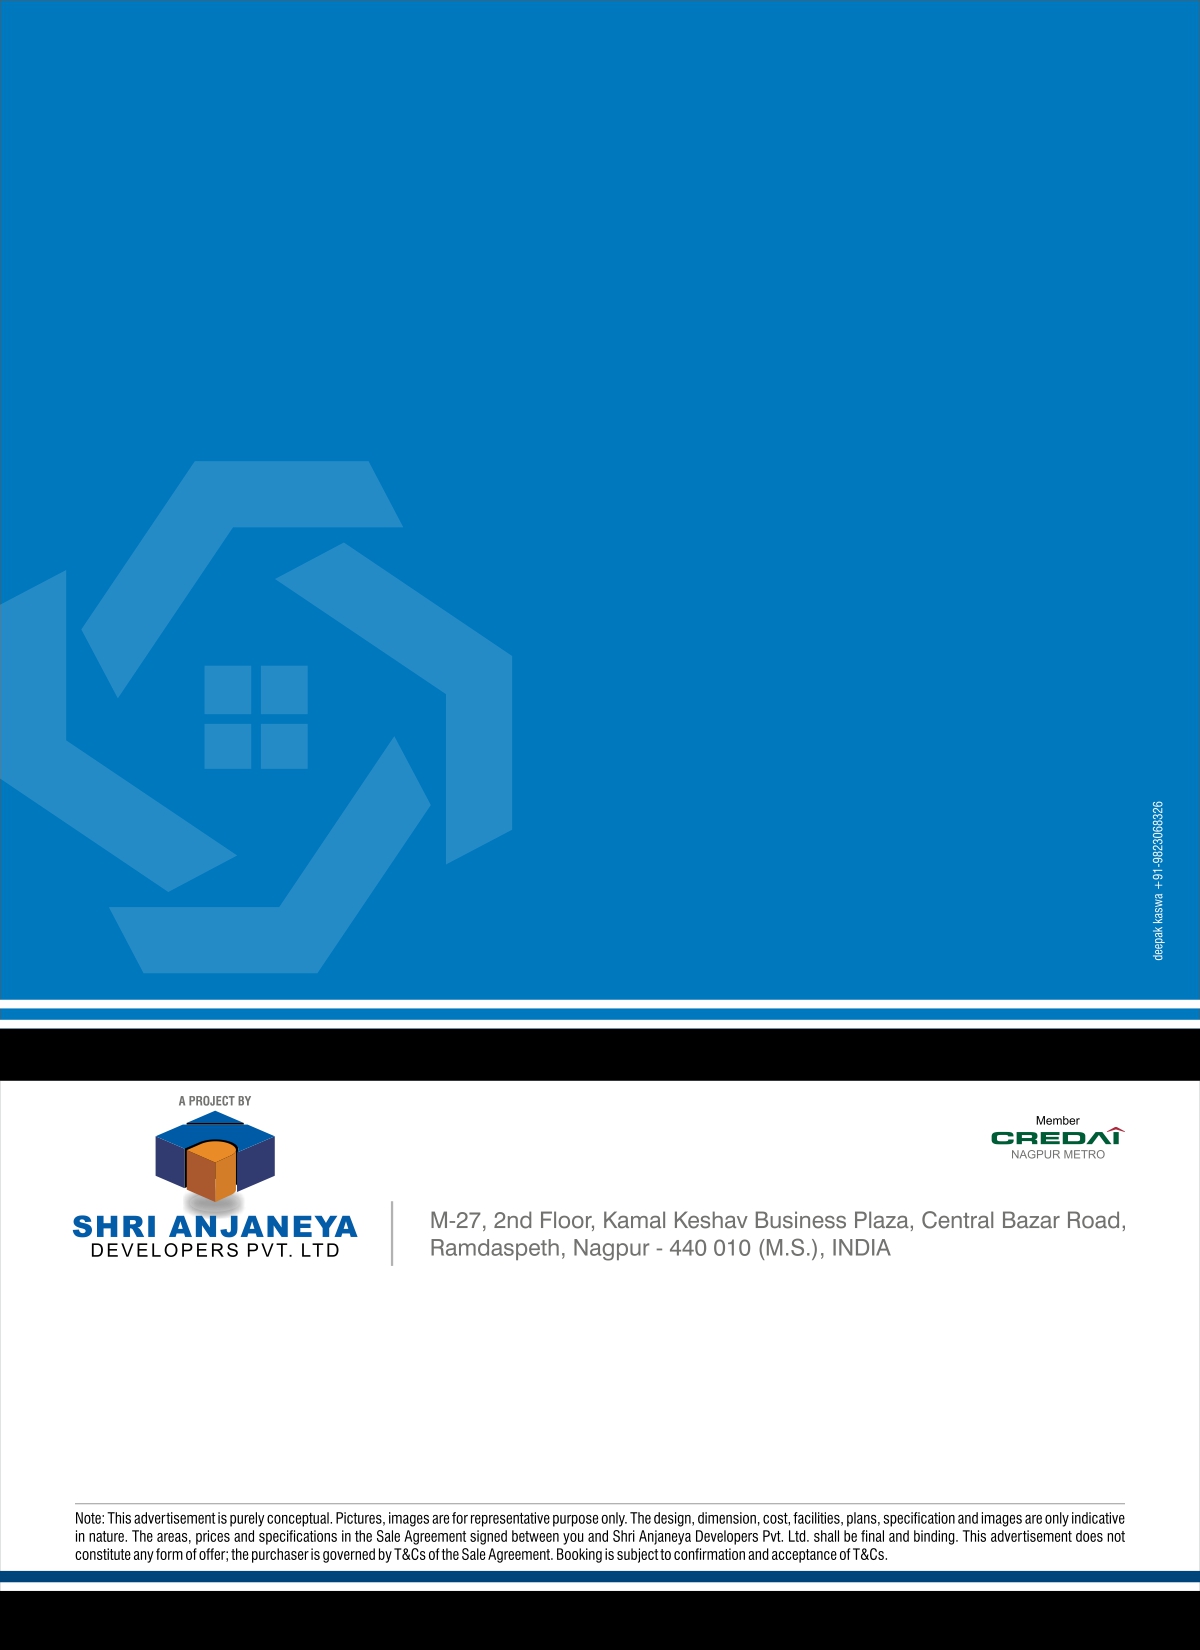 deepak kaswa +91-9823068326
A PROJECT BY
SHRI ANJANEYA
DEVELOPERS PVT. LTD
Member
CREDAI
NAGPUR METRO
M-27, 2nd Floor, Kamal Keshav Business Plaza, Central Bazar Road,
Ramdaspeth, Nagpur - 440 010 (M.S.), INDIA
Note: This advertisement is purely conceptual. Pictures, images are for representative purpose only. The design, dimension, cost, facilities, plans, specification and images are only indicative
in nature. The areas, prices and specifications in the Sale Agreement signed between you and Shri Anjaneya Developers Pvt. Ltd. shall be final and binding. This advertisement does not
constitute any form of offer; the purchaser is governed by T&Cs of the Sale Agreement. Booking is subject to confirmation and acceptance of T&Cs.